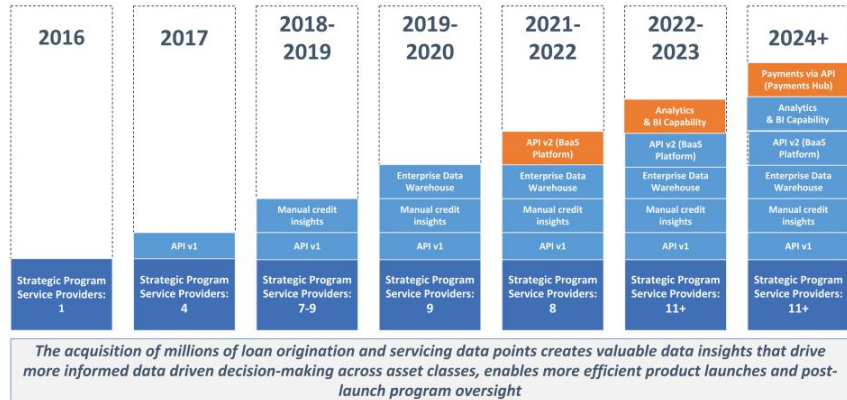 2016
2017
2018-
2019
2019-
2020
2021-
2022
2022-
2023
2024+
Payments via API
(Payments Hub)
Analytics
& BI Capability
Analytics
& BI Capability
API v2 (BaaS
Platform)
API v2 (BaaS
Platform)
API v2 (BaaS
Platform)
Enterprise Data
Warehouse
Enterprise Data
Warehouse
Enterprise Data
Warehouse
Enterprise Data
Warehouse
Manual credit
insights
Manual credit
insights
Manual credit
insights
Manual credit
insights
Manual credit
insights
API v1
API v1
API v1
API v1
API v1
API v1
Strategic Program
Service Providers:
1
Strategic Program
Service Providers:
4
Strategic Program
Service Providers:
7-9
Strategic Program
Service Providers:
9
Strategic Program
Service Providers:
8
Strategic Program
Service Providers:
11+
Strategic Program
Service Providers:
11+
The acquisition of millions of loan origination and servicing data points creates valuable data insights that drive
more informed data driven decision-making across asset classes, enables more efficient product launches and post-
launch program oversight